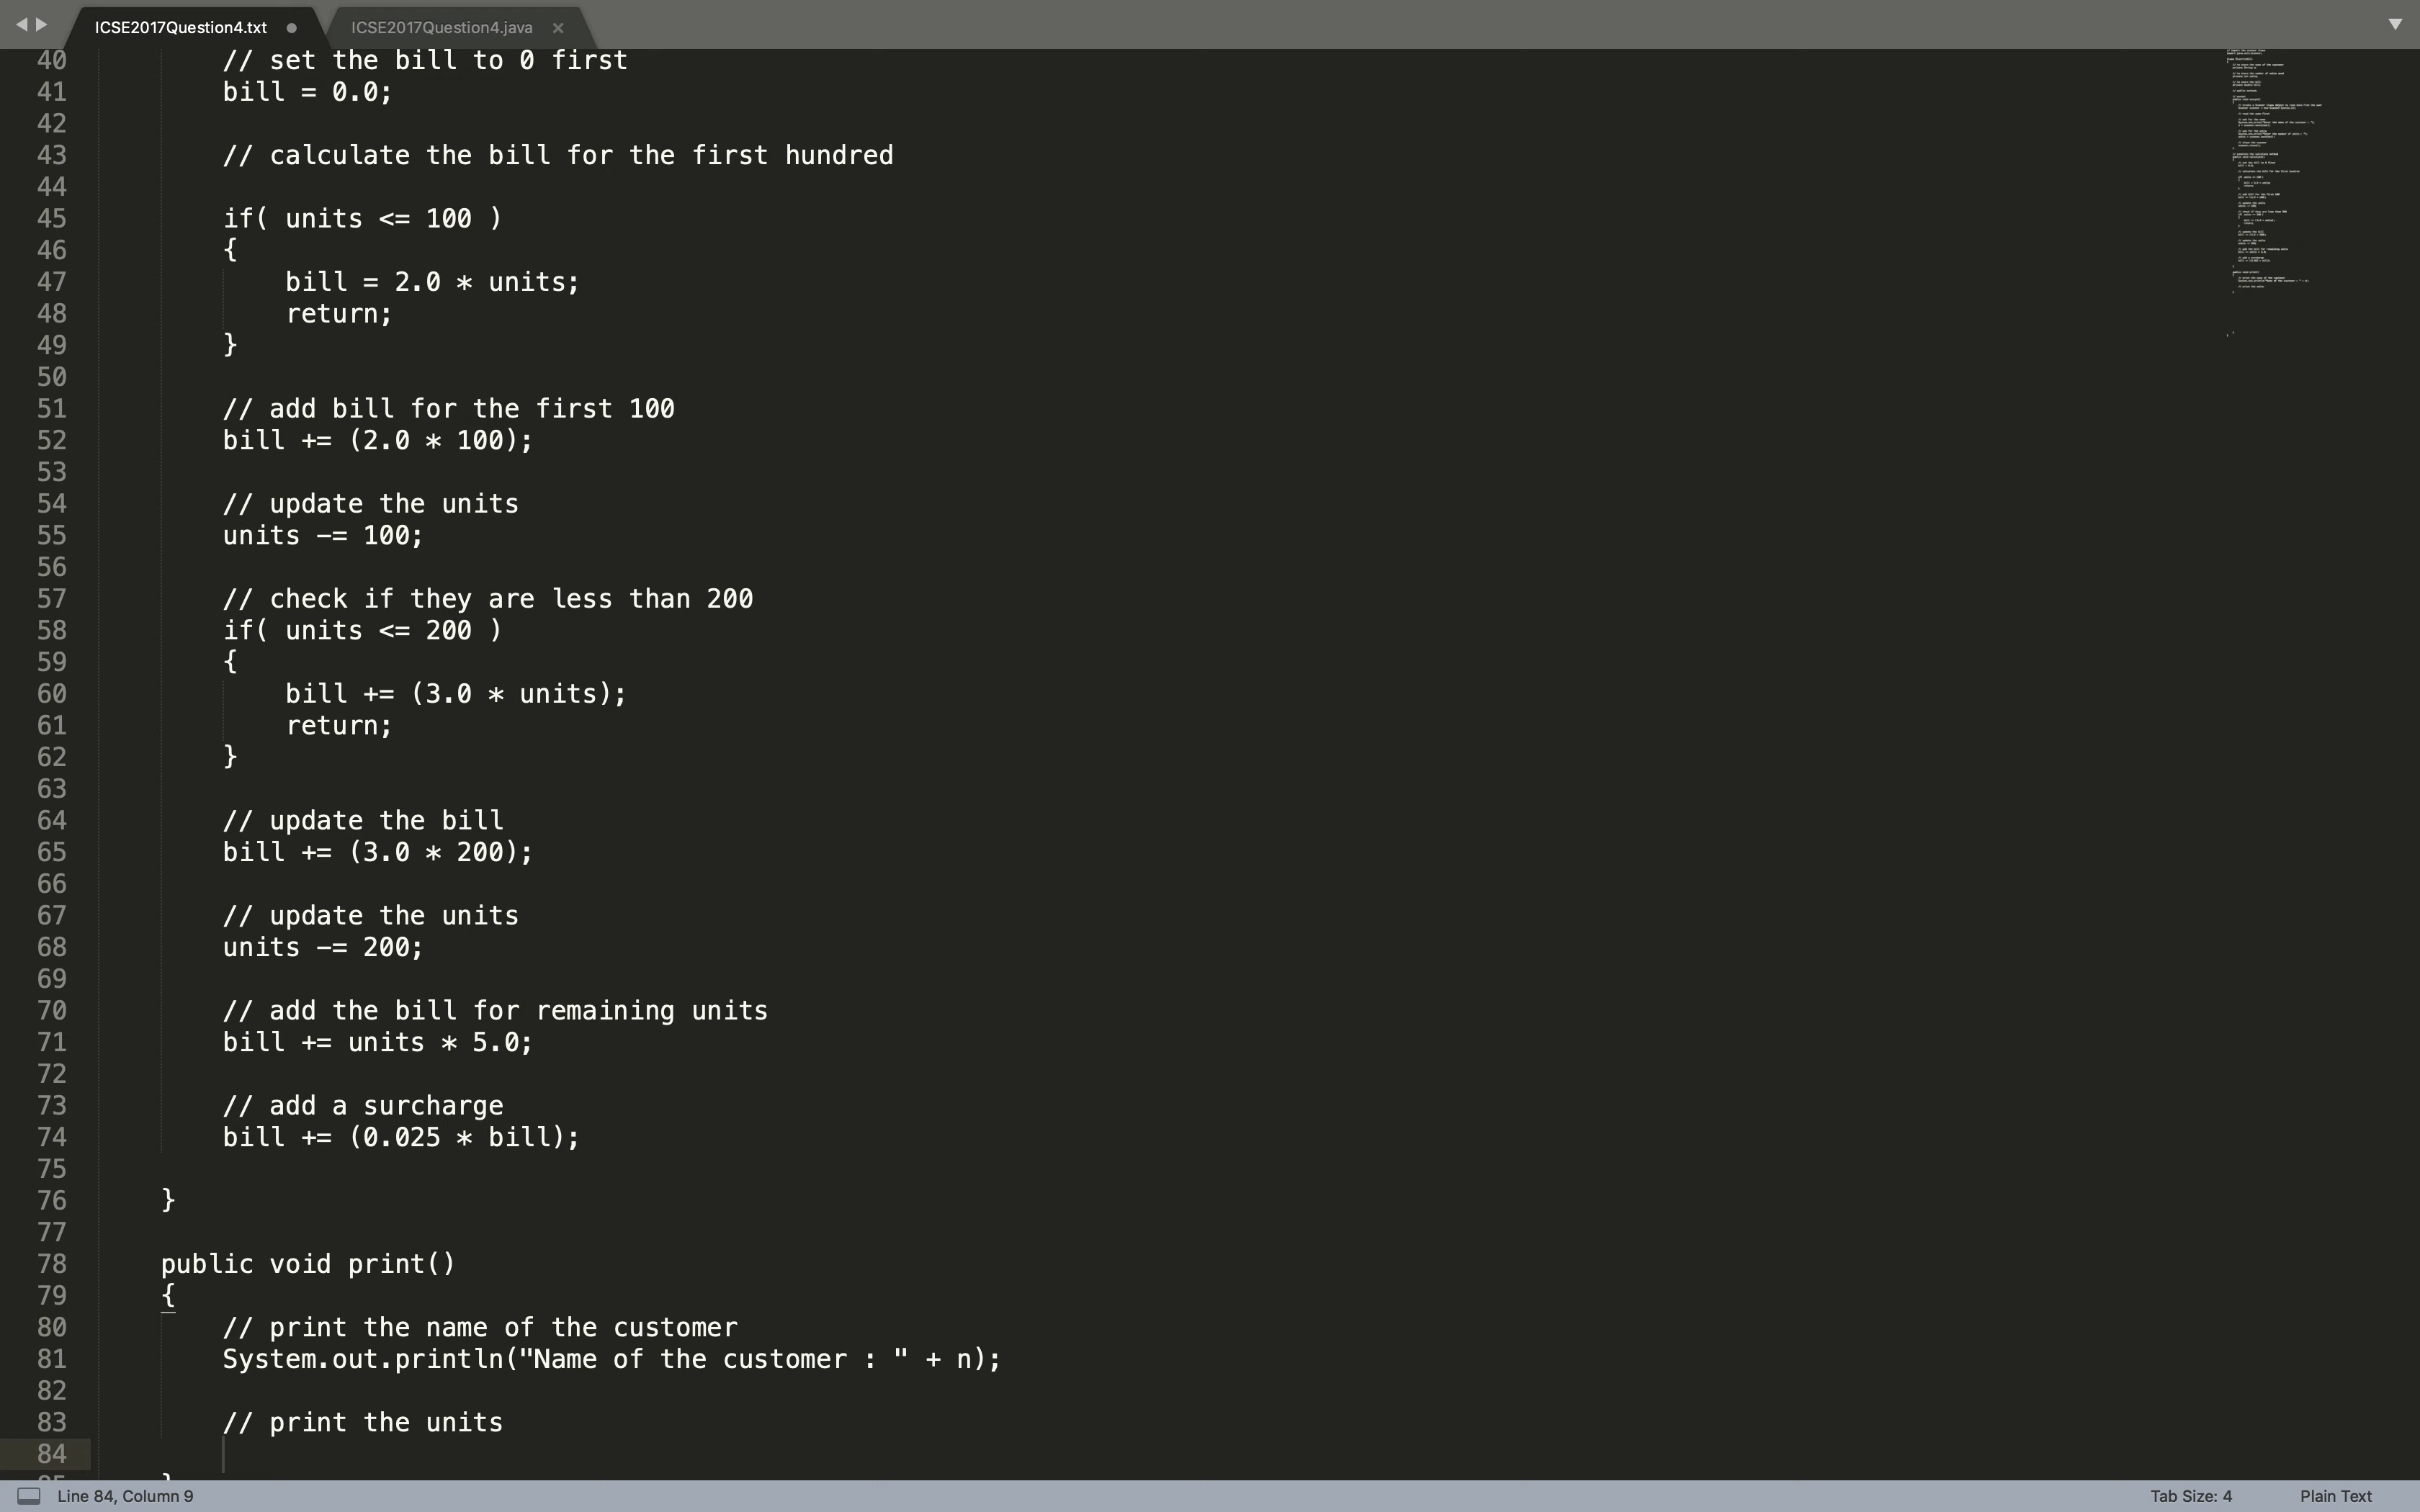 ICSE2017Question4.txt ICSE2017Question4.java
40 // set the bill to 0 first
41 bill = 0.0;
42
43 // calculate the bill for the first hundred
44
45 if( units <= 100 )
46 {
47 bill = 2.0 * units;
48 return;
49 }
50
51 // add bill for the first 100
52 bill += (2.0 * 100);
53
54 // update the units
55 units -= 100;
56
57 // check if they are less than 200
58 if( units <= 200 )
59 {
60 bill += (3.0 * units);
61 return;
62 }
63
64 // update the bill
65 bill += (3.0 * 200);
66
67 // update the units
68 units -= 200;
69
70 // add the bill for remaining units
71 bill += units * 5.0;
72
73 // add a surcharge
74 bill += (0.025 * bill);
75
76 }
77
78 public void print()
79 {
80 // print the name of the customer
81 System.out.println("Name of the customer : " + n);
82
83 // print the units
84
Line 84, Column 9 Tab Size: 4 Plain Text